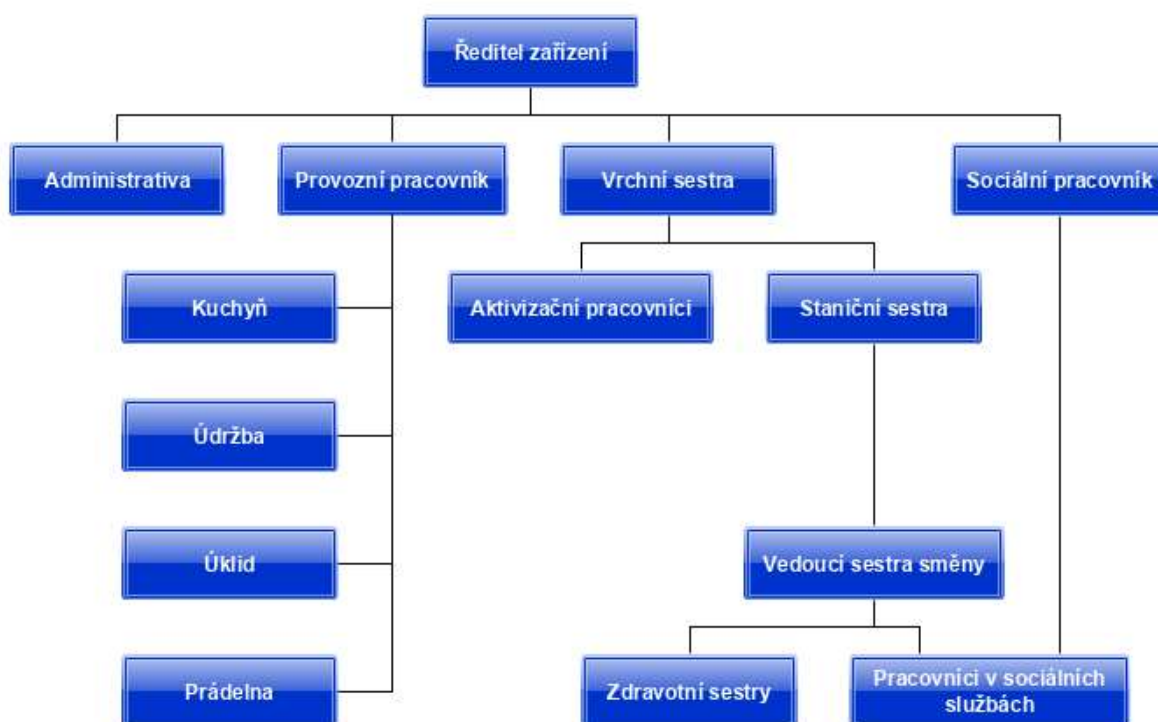 Ředitel zařízení
Administrativa
Provozní pracovník
Vrchní sestra
Sociální pracovník
Kuchyň
Aktivizační pracovníci
Staniční sestra
Údržba
Úklid
Vedoucí sestra směny
Prádelna
Zdravotní sestry
Pracovníci v sociálních
službách